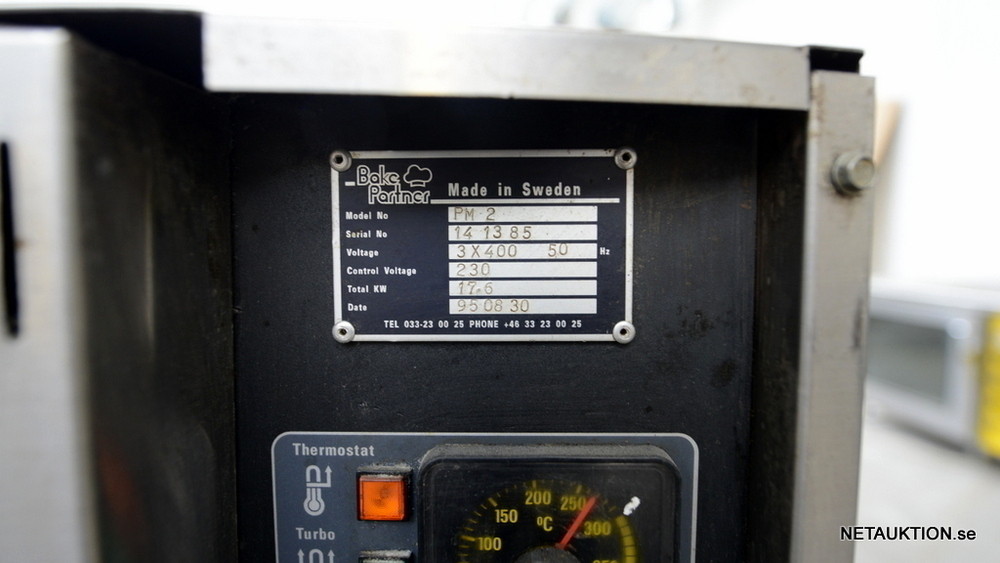 Bake
Partner
Made in Sweden
Model No PM 2
Serial No 14 13 85
Voltage 3X400 50 Hz
Control Voltage 230
Total KW 17.6
Date 95 08 30
TEL 033-23 00 25 PHONE +46 33 23 00 25
Thermostat
200 250
150 °C 300
Turbo
100
350
NETAUKTION.se